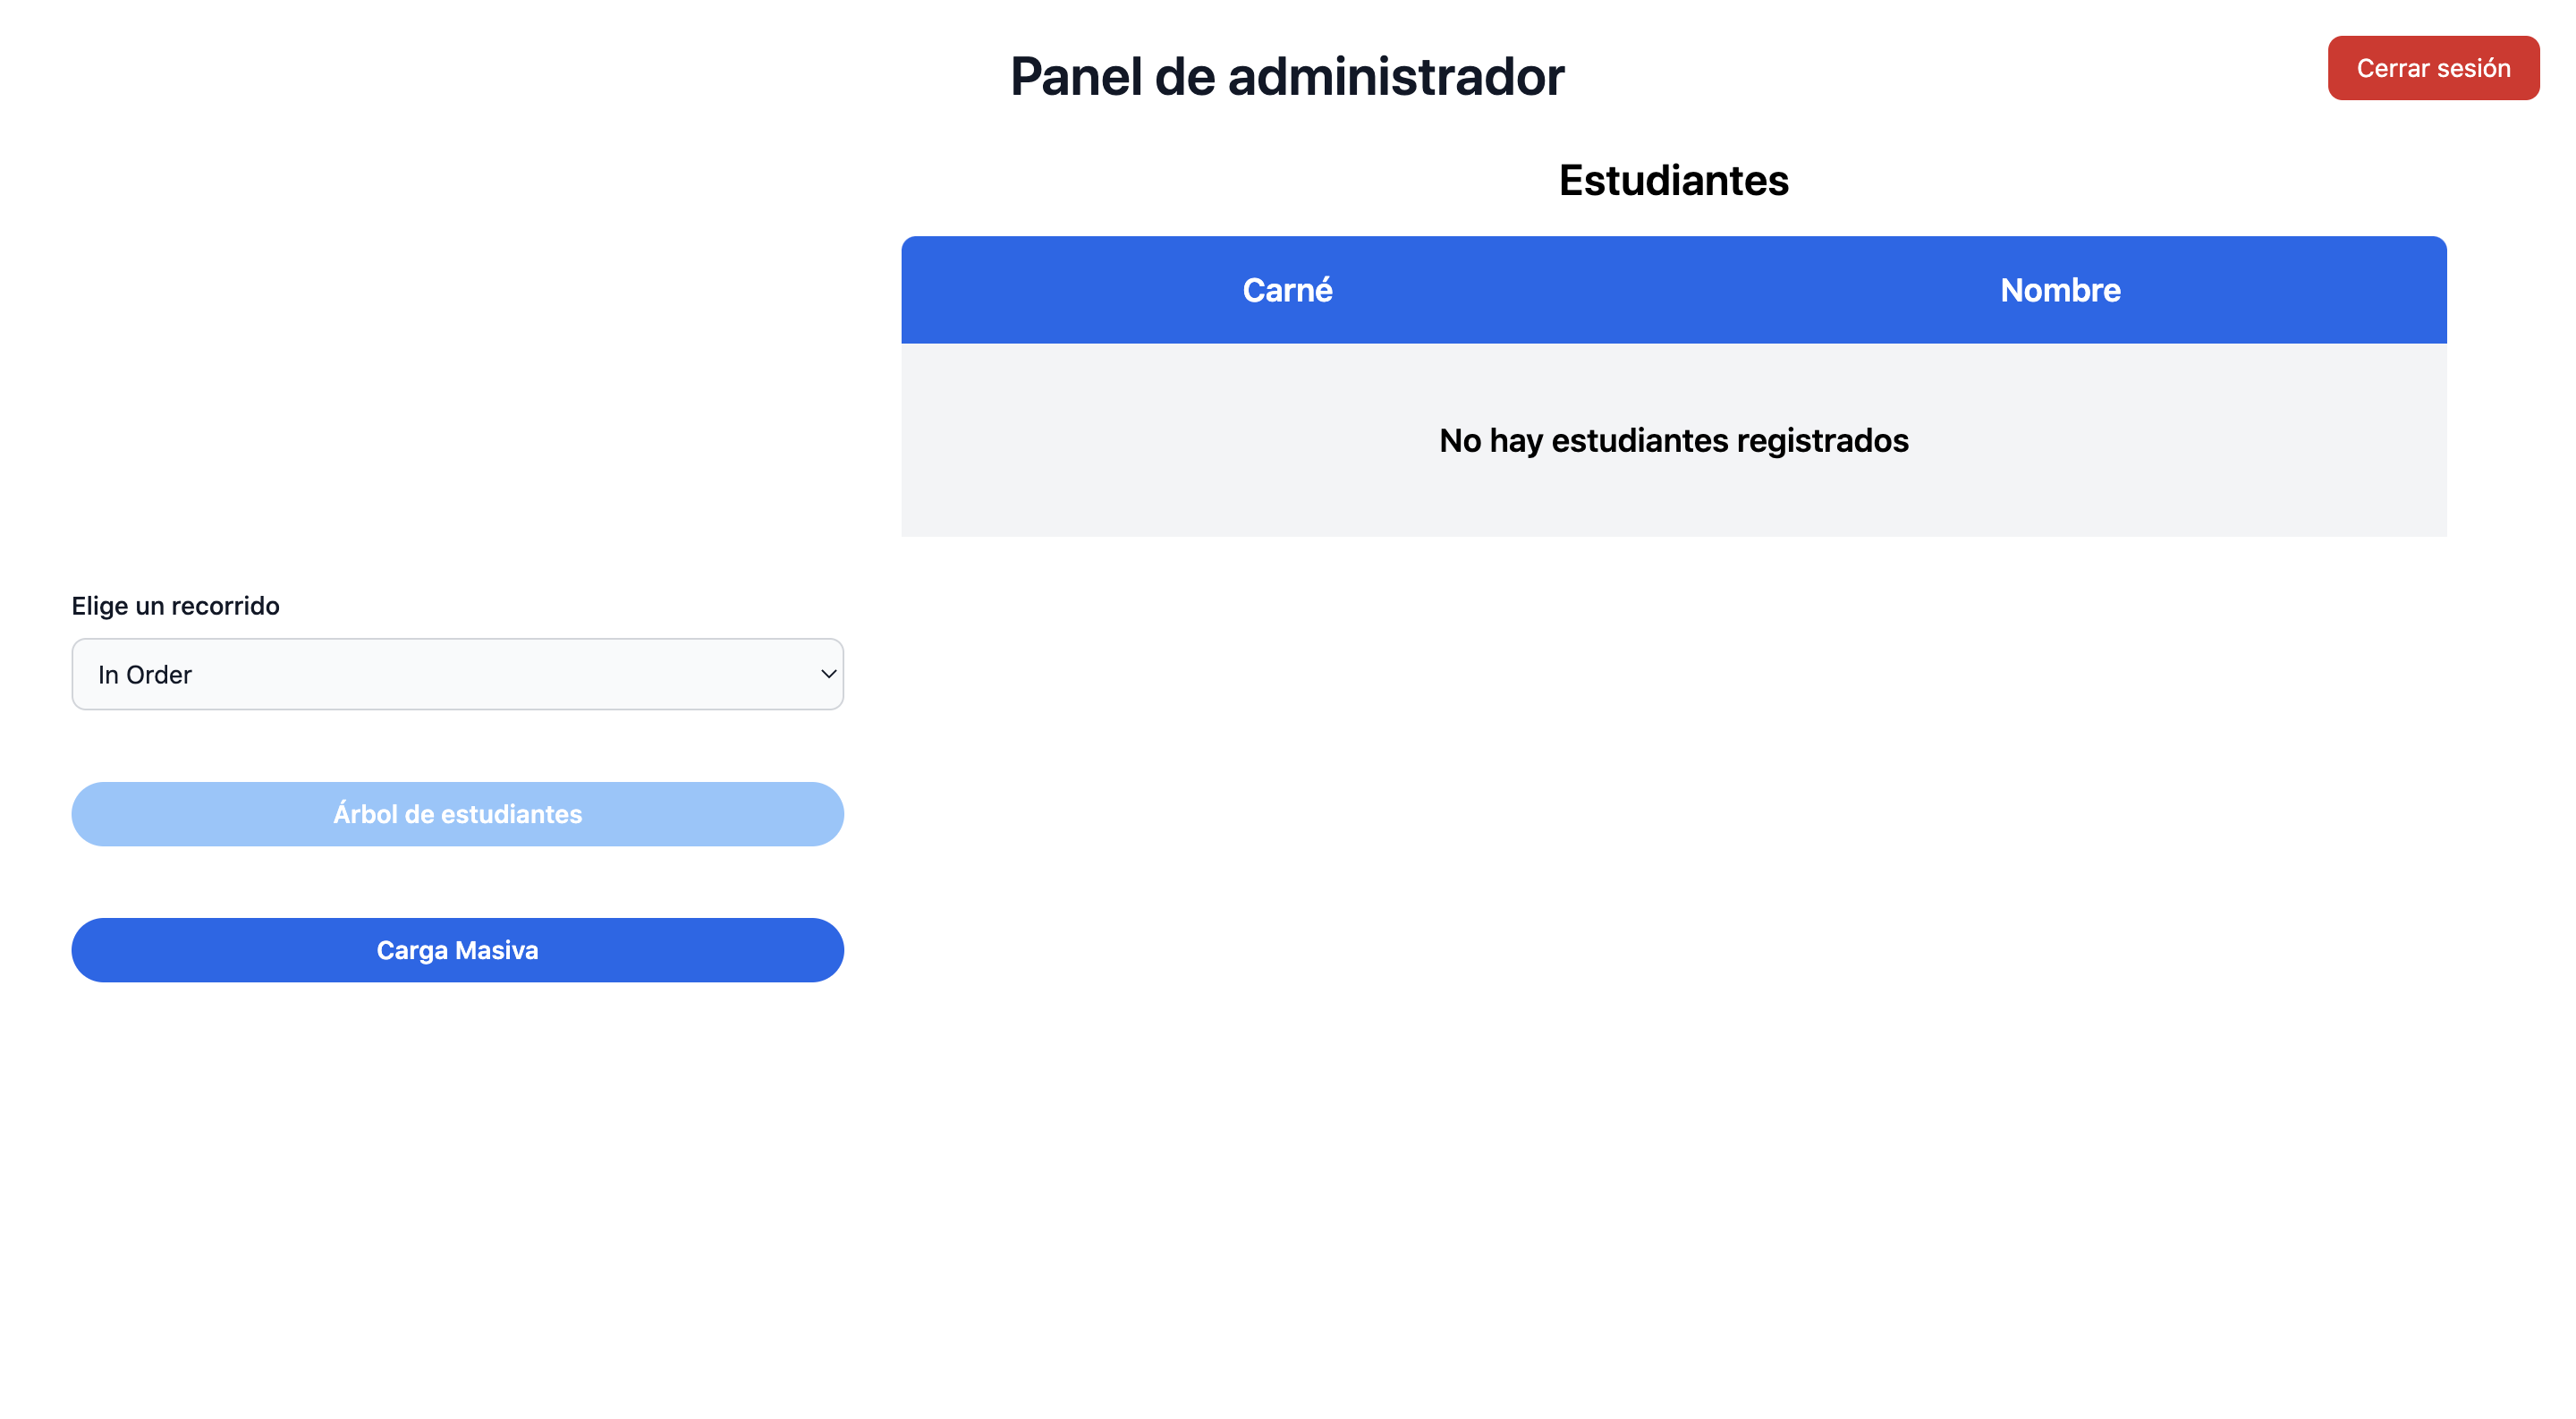 Panel de administrador
Cerrar sesión
Estudiantes
Carné
Nombre
No hay estudiantes registrados
Elige un recorrido
In Order
Árbol de estudiantes
Carga Masiva